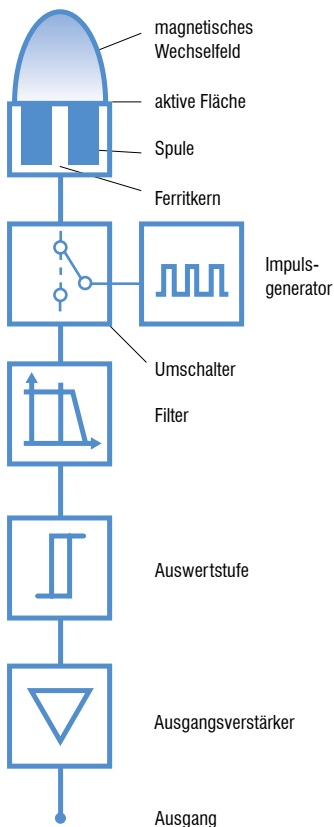 magnetisches
Wechselfeld
aktive Fläche
Spule
Ferritkern
Impuls-
generator
Umschalter
Filter
Auswertstufe
Ausgangsverstärker
Ausgang